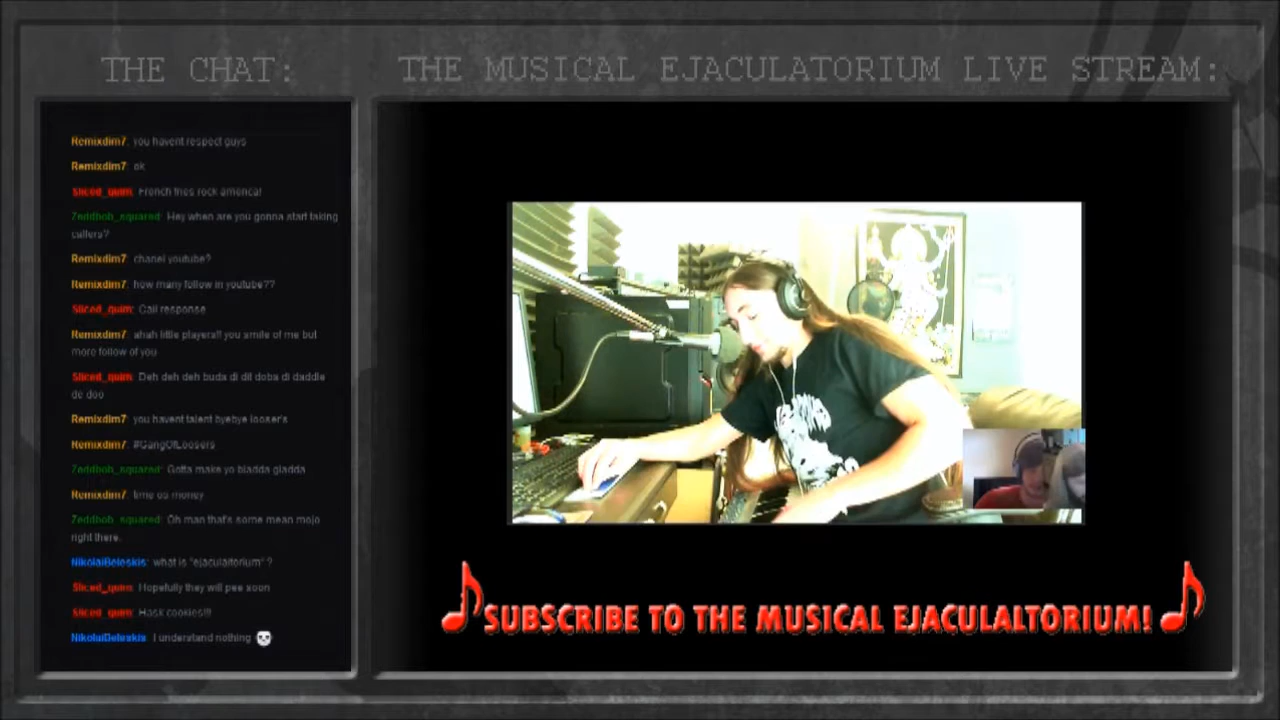 THE CHAT:
THE MUSICAL EJACULATORIUM LIVE STREAM:
Remixdim7: you havent respect guys
Remixdim7: ok
Sliced_quim: French fries rock america!
Zeddbob_squared: Hey when are you gonna start taking
callers?
Remixdim7: chanel youtube?
Remixdim7: how many follow in youtube??
Sliced_quim: Call response
Remixdim7: ahah little players!! you smile of me but
more follow of you
Sliced_quim: Deh deh deh buda di dil doba di daddle
de doo
Remixdim7: you havent talent byebye looser's
Remixdim7: #GangOfLoosers
Zeddbob_squared: Gotta make yo bladda gladda
Remixdim7: time os money
Zeddbob_squared: Oh man that's some mean mojo
right there.
NikolaiBeleskis: what is "ejaculaitorium" ?
Sliced_quim: Hopefully they will pee soon
Sliced_quim: Hask cookies!!!
NikolaiBeleskis: I understand nothing
SUBSCRIBE TO THE MUSICAL EJACULALTORIUM!